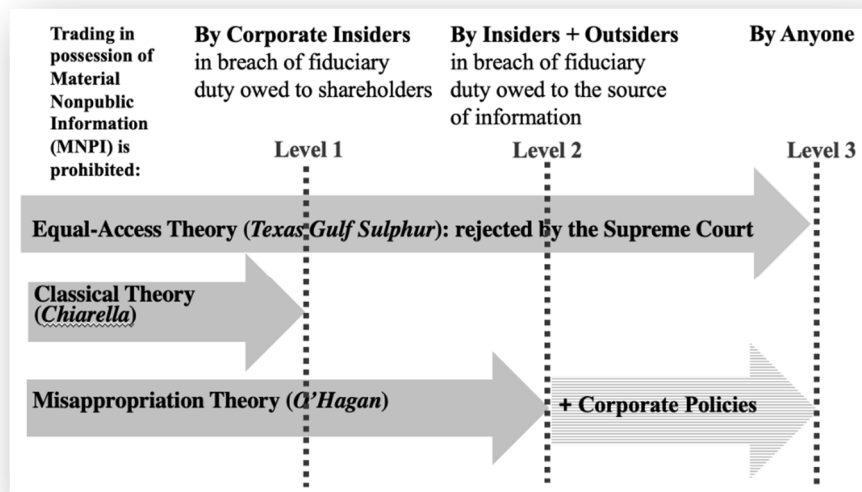 Trading in
possession of
Material
Nonpublic
Information
(MNPI) is
prohibited:
By Corporate Insiders
in breach of fiduciary
duty owed to shareholders
By Insiders + Outsiders
in breach of fiduciary
duty owed to the source
of information
By Anyone
Level 1
Level 2
Level 3
Equal-Access Theory (Texas Gulf Sulphur): rejected by the Supreme Court
Classical Theory
(Chiarella)
Misappropriation Theory (O'Hagan)
+ Corporate Policies